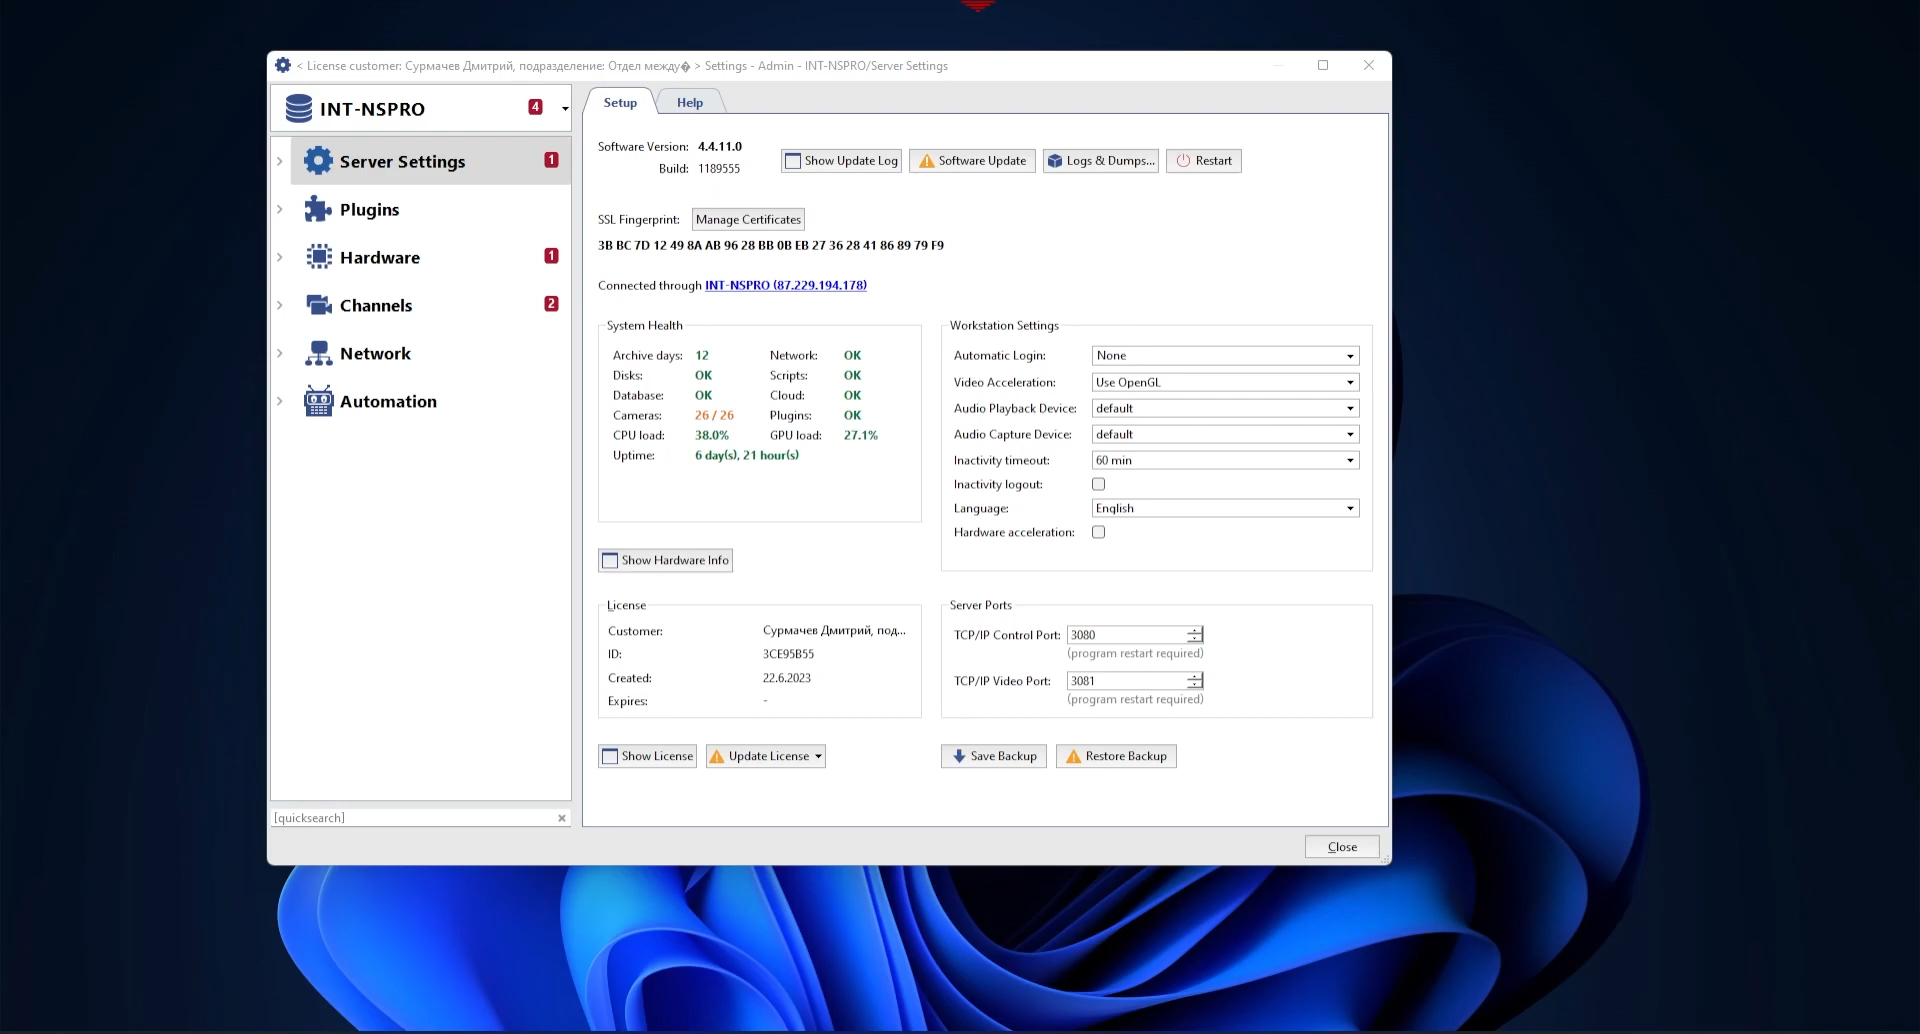 < License customer: Сурмачев Дмитрий, подразделение: Отдел между� > Settings - Admin - INT-NSPRO/Server Settings
INT-NSPRO 4
Server Settings 1
Plugins
Hardware 1
Channels 2
Network
Automation
[quicksearch]
Setup Help
Software Version: 4.4.11.0
Build: 1189555
Show Update Log Software Update Logs & Dumps... Restart
SSL Fingerprint: Manage Certificates
3B BC 7D 12 49 8A AB 96 28 BB 0B EB 27 36 28 41 86 89 79 F9
Connected through INT-NSPRO (87.229.194.178)
System Health
Archive days: 12 Network: OK
Disks: OK Scripts: OK
Database: OK Cloud: OK
Cameras: 26 / 26 Plugins: OK
CPU load: 38.0% GPU load: 27.1%
Uptime: 6 day(s), 21 hour(s)
Show Hardware Info
Workstation Settings
Automatic Login: None
Video Acceleration: Use OpenGL
Audio Playback Device: default
Audio Capture Device: default
Inactivity timeout: 60 min
Inactivity logout:
Language: English
Hardware acceleration:
License
Customer: Сурмачев Дмитрий, под...
ID: 3CE95B55
Created: 22.6.2023
Expires: -
Show License Update License
Server Ports
TCP/IP Control Port: 3080
(program restart required)
TCP/IP Video Port: 3081
(program restart required)
Save Backup Restore Backup
Close